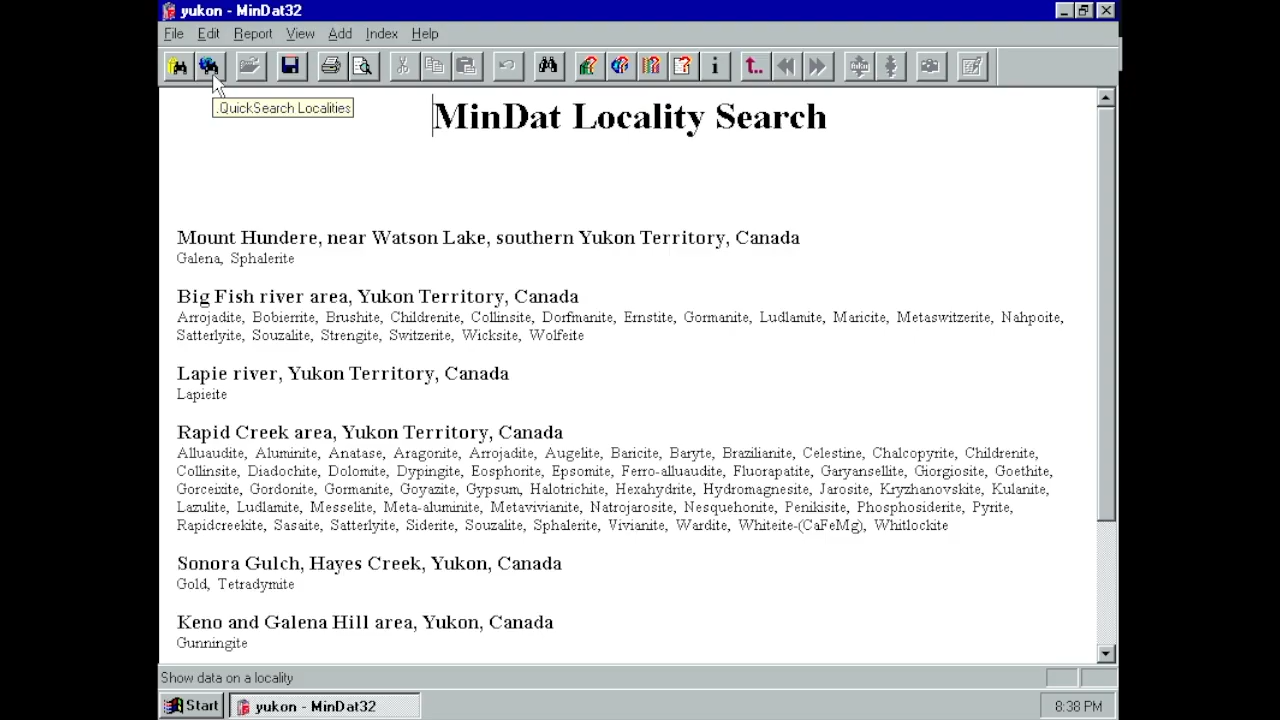 yukon - MinDat32
File Edit Report View Add Index Help
.QuickSearch Localities
MinDat Locality Search
Mount Hundere, near Watson Lake, southern Yukon Territory, Canada
Galena, Sphalerite
Big Fish river area, Yukon Territory, Canada
Arrojadite, Bobierrite, Brushite, Childrenite, Collinsite, Dorfmanite, Ernstite, Gormanite, Ludlamite, Maricite, Metaswitzerite, Nahpoite,
Satterlyite, Souzalite, Strengite, Switzerite, Wicksite, Wolfeite
Lapie river, Yukon Territory, Canada
Lapieite
Rapid Creek area, Yukon Territory, Canada
Alluaudite, Aluminite, Anatase, Aragonite, Arrojadite, Augelite, Baricite, Baryte, Brazilianite, Celestine, Chalcopyrite, Childrenite,
Collinsite, Diadochite, Dolomite, Dypingite, Eosphorite, Epsomite, Ferro-alluaudite, Fluorapatite, Garyansellite, Giorgiosite, Goethite,
Gorceixite, Gordonite, Gormanite, Goyazite, Gypsum, Halotrichite, Hexahydrite, Hydromagnesite, Jarosite, Kryzhanovskite, Kulanite,
Lazulite, Ludlamite, Messelite, Meta-aluminite, Metavivianite, Natrojarosite, Nesquehonite, Penikisite, Phosphosiderite, Pyrite,
Rapidcreekite, Sasaite, Satterlyite, Siderite, Souzalite, Sphalerite, Vivianite, Wardite, Whiteite-(CaFeMg), Whitlockite
Sonora Gulch, Hayes Creek, Yukon, Canada
Gold, Tetradymite
Keno and Galena Hill area, Yukon, Canada
Gunningite
Show data on a locality
Start yukon - MinDat32 8:38 PM